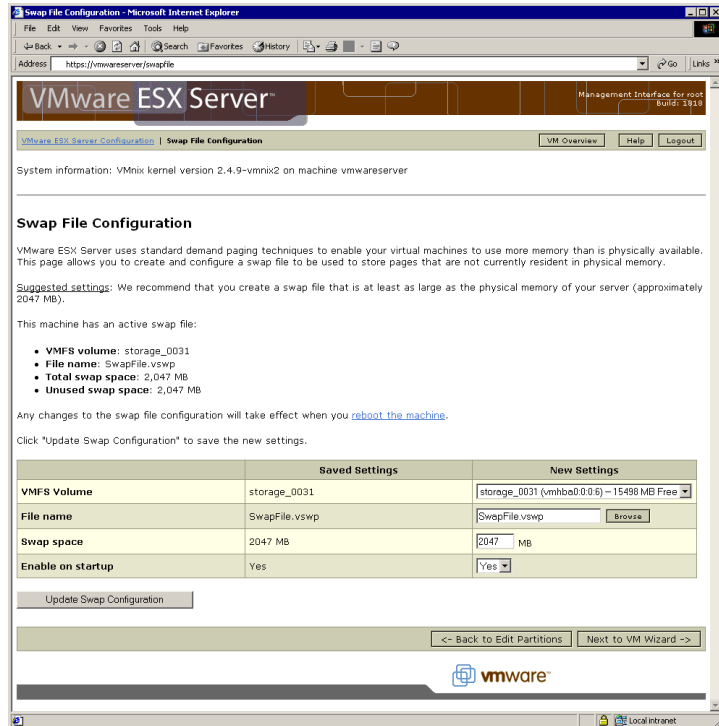 Swap File Configuration - Microsoft Internet Explorer
File Edit View Favorites Tools Help
Back Search Favorites History
Address https://vmwareserver/swapfile Go Links »
VMware ESX Server™
Management Interface for root
Build: 1818
VMware ESX Server Configuration | Swap File Configuration VM Overview Help Logout
System information: VMnix kernel version 2.4.9-vmnix2 on machine vmwareserver
Swap File Configuration
VMware ESX Server uses standard demand paging techniques to enable your virtual machines to use more memory than is physically available.
This page allows you to create and configure a swap file to be used to store pages that are not currently resident in physical memory.
Suggested settings: We recommend that you create a swap file that is at least as large as the physical memory of your server (approximately
2047 MB).
This machine has an active swap file:
• VMFS volume: storage_0031
• File name: SwapFile.vswp
• Total swap space: 2,047 MB
• Unused swap space: 2,047 MB
Any changes to the swap file configuration will take effect when you reboot the machine.
Click "Update Swap Configuration" to save the new settings.
Saved Settings New Settings
VMFS Volume storage_0031 storage_0031 (vmhba0:0:0:6) -- 15498 MB Free
File name SwapFile.vswp SwapFile.vswp Browse
Swap space 2047 MB 2047 MB
Enable on startup Yes Yes
Update Swap Configuration
<- Back to Edit Partitions Next to VM Wizard ->
vmware™
Local intranet